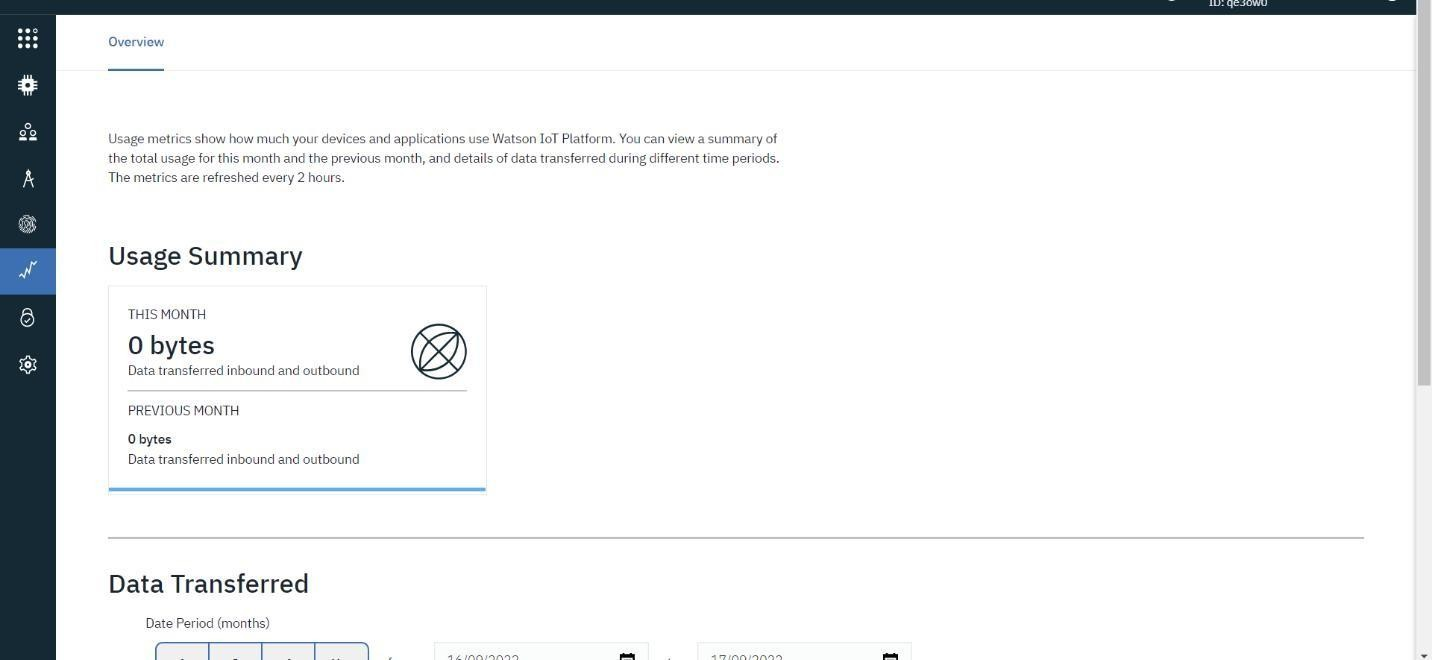 ID: qe3ow0
Overview
Usage metrics show how much your devices and applications use Watson IoT Platform. You can view a summary of
the total usage for this month and the previous month, and details of data transferred during different time periods.
The metrics are refreshed every 2 hours.
Usage Summary
THIS MONTH
0 bytes
Data transferred inbound and outbound
PREVIOUS MONTH
0 bytes
Data transferred inbound and outbound
Data Transferred
Date Period (months)